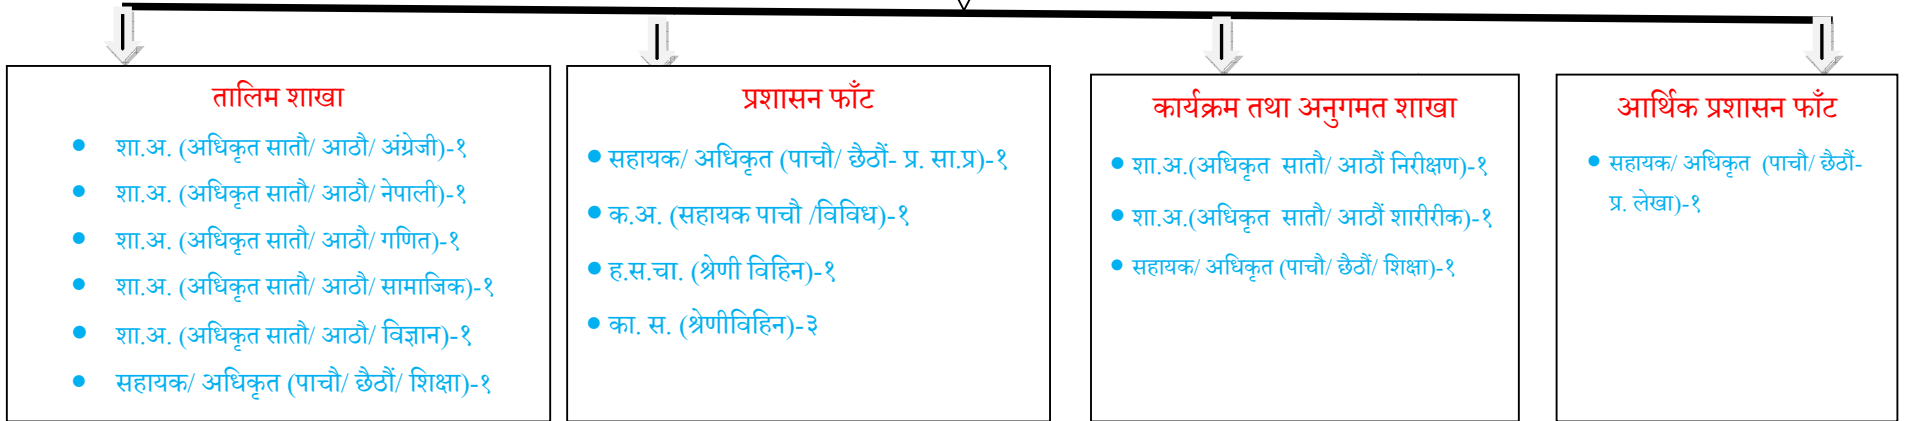 तालिम शाखा
शा.अ. (अधिकृत सातौ/ आठौ/ अंग्रेजी)-१
शा.अ. (अधिकृत सातौ/ आठौ/ नेपाली)-१
शा.अ. (अधिकृत सातौ/ आठौ/ गणित)-१
शा.अ. (अधिकृत सातौ/ आठौ/ सामाजिक)-१
शा.अ. (अधिकृत सातौ/ आठौ/ विज्ञान)-१
सहायक/ अधिकृत (पाचौ/ छैठौं/ शिक्षा)-१
प्रशासन फाँट
सहायक/ अधिकृत (पाचौ/ छैठौं- प्र. सा.प्र)-१
क.अ. (सहायक पाचौ /विविध)-१
ह.स.चा. (श्रेणी विहिन)-१
का. स. (श्रेणीविहिन)-३
कार्यक्रम तथा अनुगमत शाखा
शा.अ.(अधिकृत सातौ/ आठौं निरीक्षण)-१
शा.अ.(अधिकृत सातौ/ आठौं शारीरीक)-१
सहायक/ अधिकृत (पाचौ/ छैठौं/ शिक्षा)-१
आर्थिक प्रशासन फाँट
सहायक/ अधिकृत (पाचौ/ छैठौं-
प्र. लेखा)-१